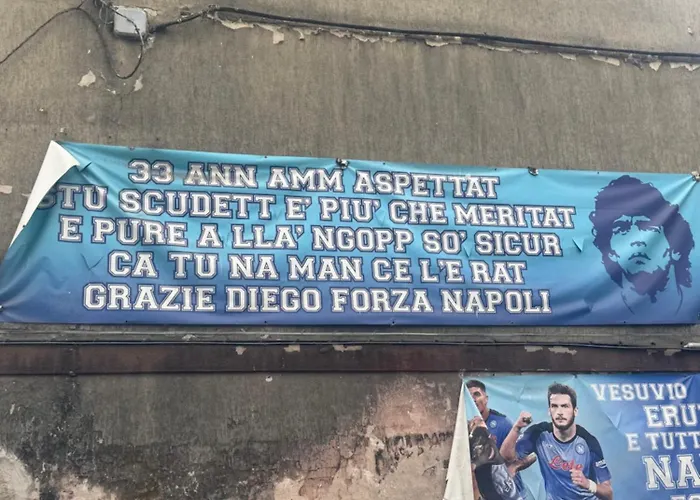 33 ANN AMM ASPETTAT
STU SCUDETT E' PIU' CHE MERITAT
E PURE A LLA' NGOPP SO' SICUR
CA TU NA MAN CE L'E RAT
GRAZIE DIEGO FORZA NAPOLI
VESUVIO
ERU
E TUTT
NA